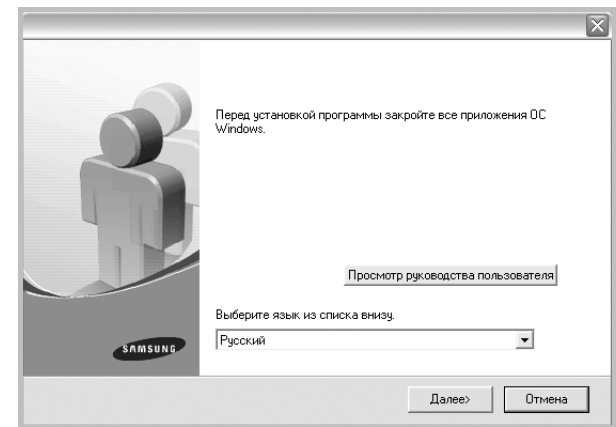 Перед установкой программы закройте все приложения ОС
Windows.
Просмотр руководства пользователя
Выберите язык из списка внизу.
Русский
SAMSUNG
Далее>
Отмена